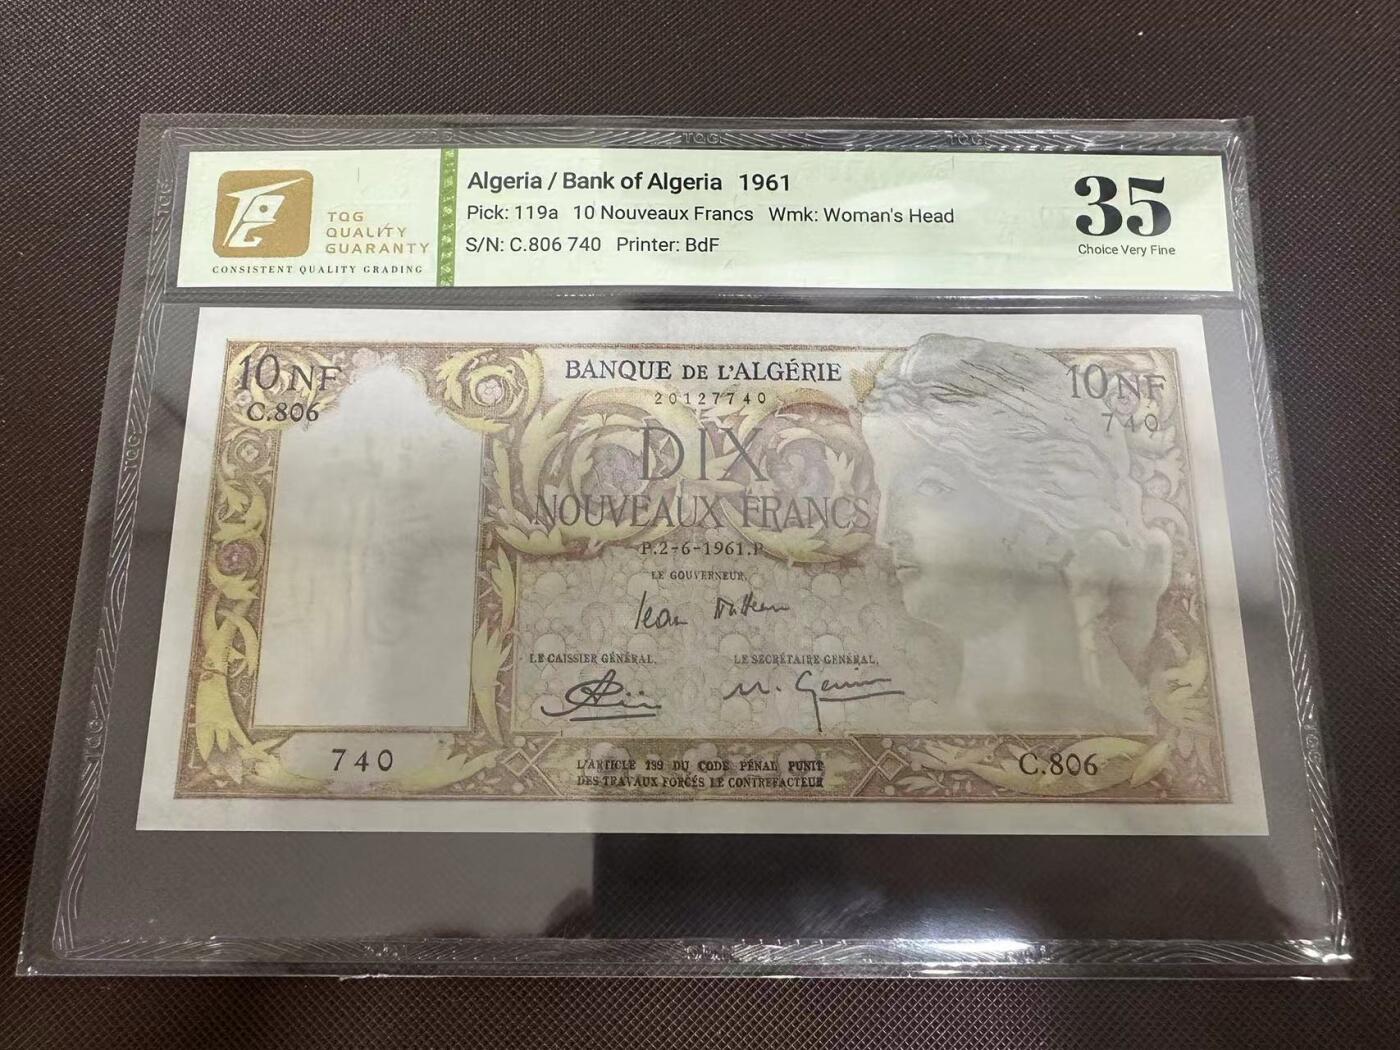 TQG
TQG
TQG QUALITY GUARANTY
CONSISTENT QUALITY GRADING
Algeria / Bank of Algeria 1961
Pick: 119a 10 Nouveaux Francs Wmk: Woman's Head
S/N: C.806 740 Printer: BdF
35
Choice Very Fine
10 NF
C.806
BANQUE DE L'ALGÉRIE
20127740
10 NF
740
DIX
NOUVEAUX FRANCS
P.2-6-1961.P
LE GOUVERNEUR,
LE CAISSIER GÉNÉRAL,
LE SECRÉTAIRE GÉNÉRAL,
740
L'ARTICLE 139 DU CODE PÉNAL PUNIT
DES TRAVAUX FORCÉS LE CONTREFACTEUR
C.806